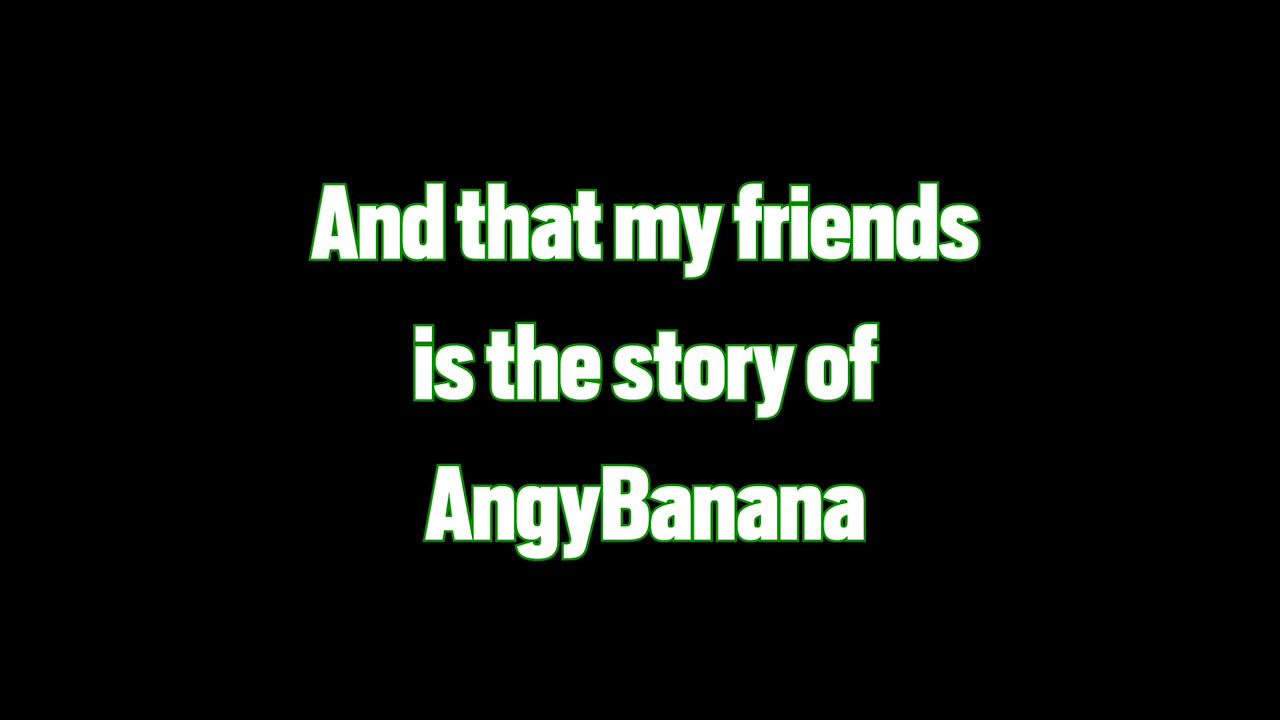 And that my friends
is the story of
AngyBanana